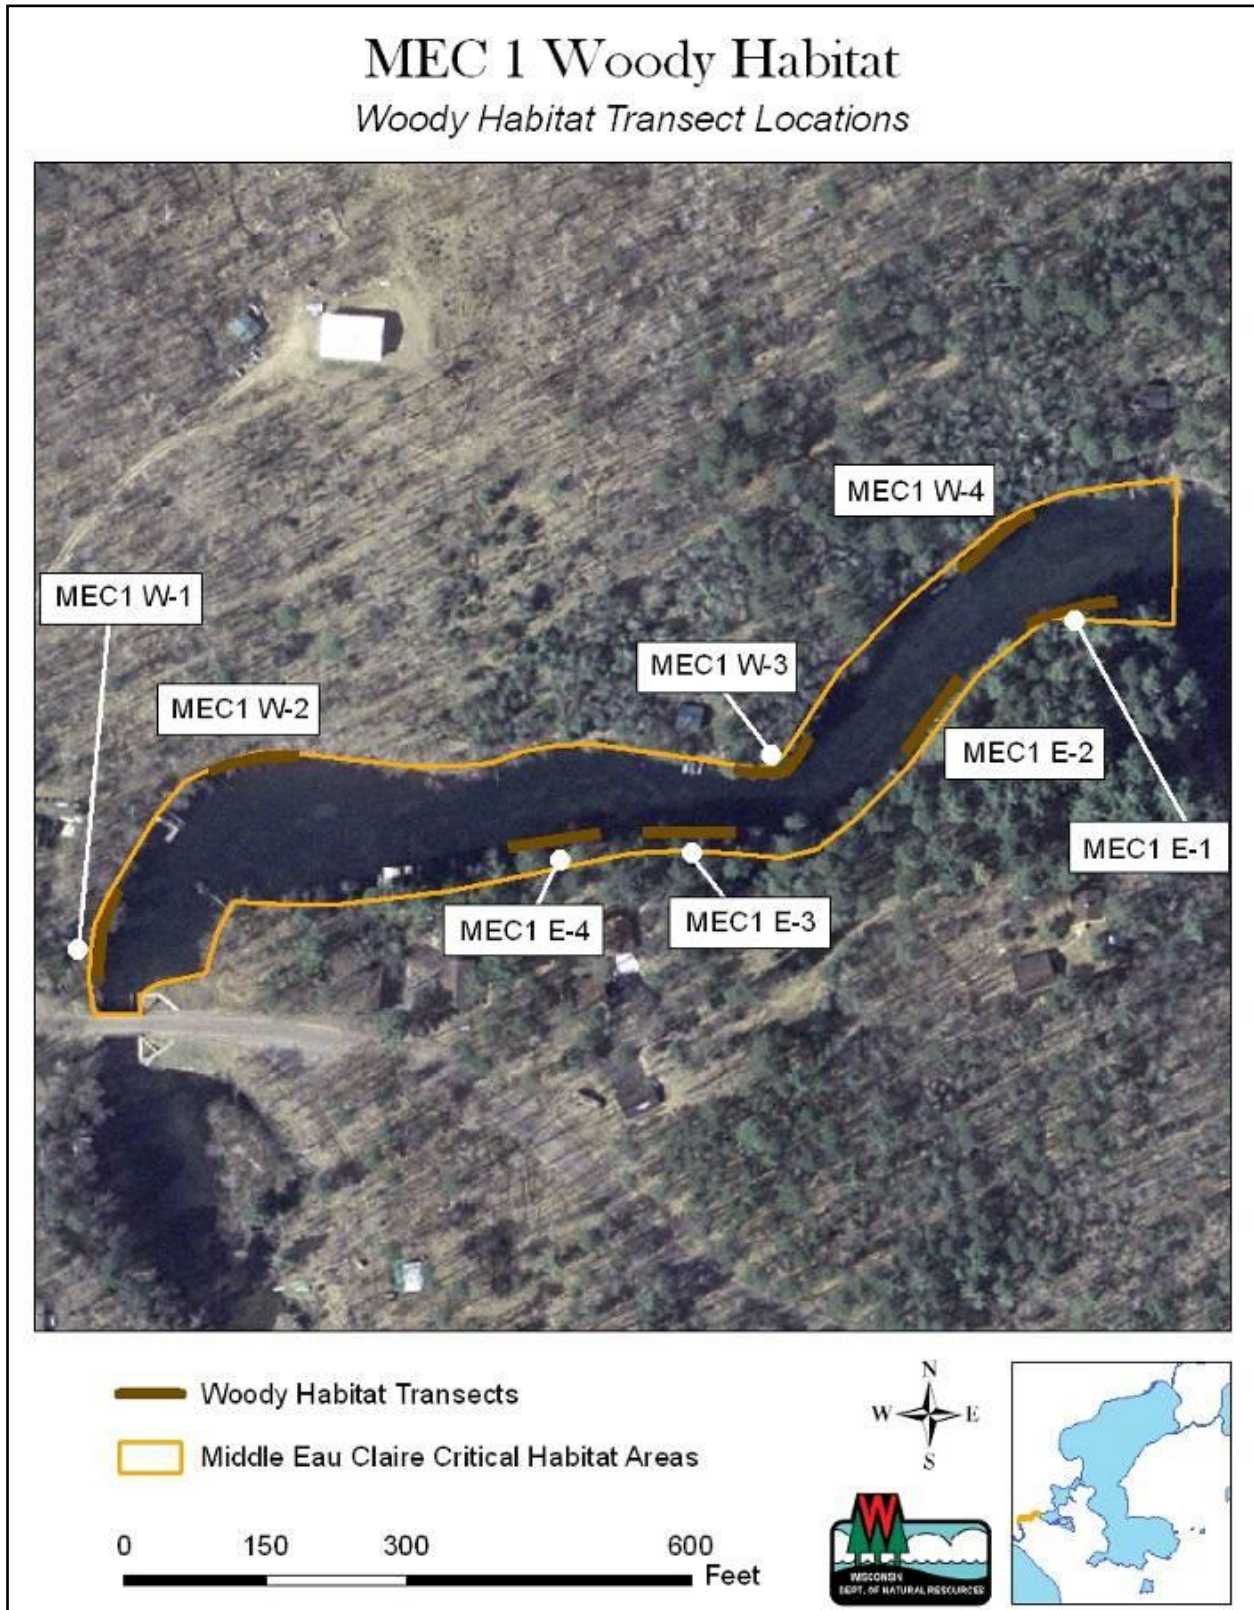 MEC 1 Woody Habitat
Woody Habitat Transect Locations
MEC1 W-4
MEC1 W-1
MEC1 W-3
MEC1 W-2
MEC1 E-2
MEC1 E-1
MEC1 E-4
MEC1 E-3
Woody Habitat Transects
Middle Eau Claire Critical Habitat Areas
N
W E
S
0 150 300 600
Feet
W
WISCONSIN
DEPT. OF NATURAL RESOURCES